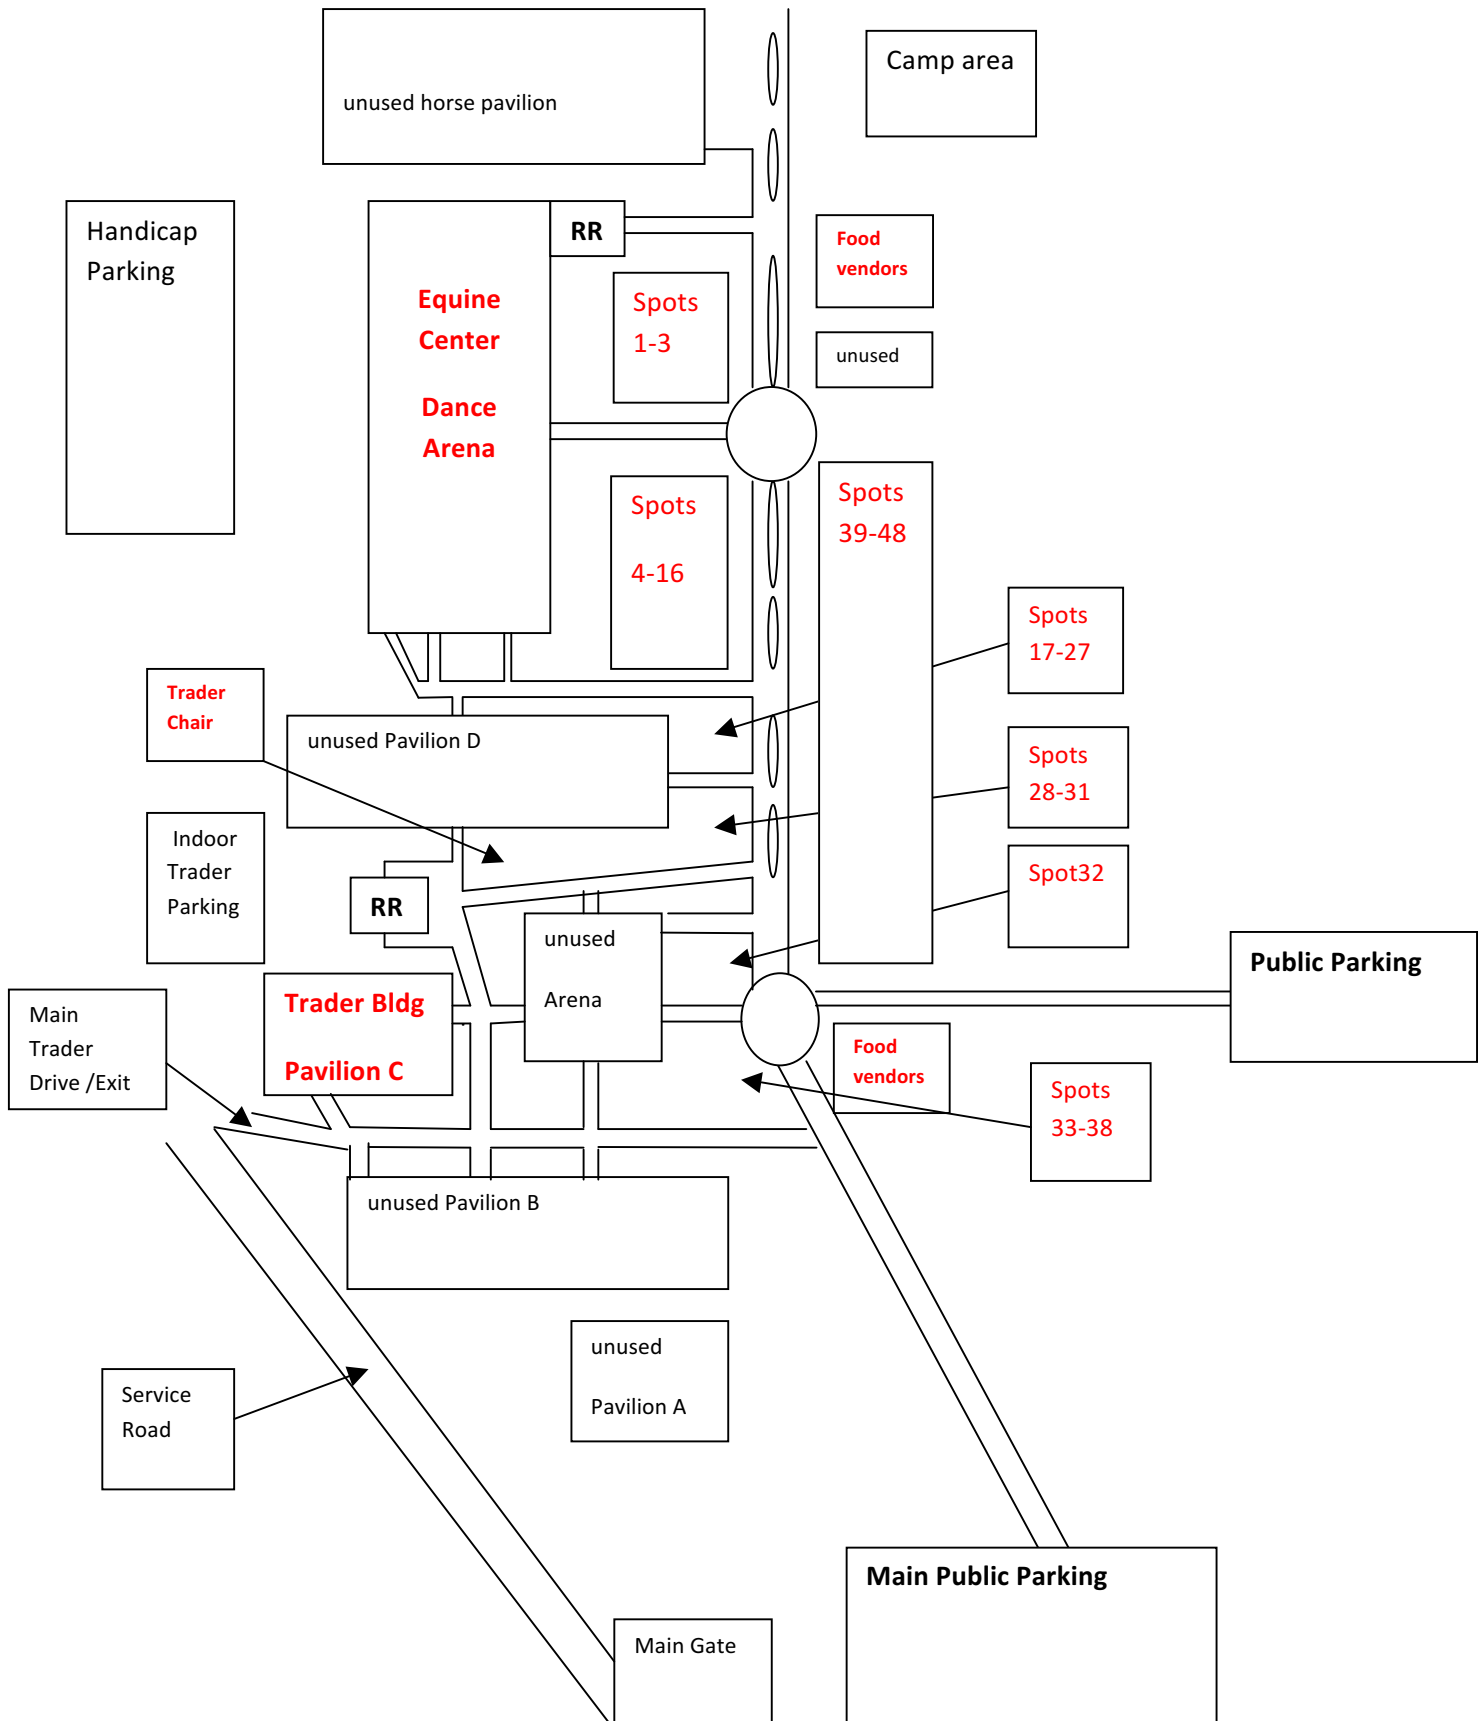 Camp area
unused horse pavilion
Handicap
Parking
RR
Food
vendors
Equine
Center
Dance
Arena
Spots
1-3
unused
Spots
39-48
Spots
4-16
Spots
17-27
Trader
Chair
unused Pavilion D
Spots
28-31
Indoor
Trader
Parking
RR
Spot32
unused
Arena
Public Parking
Trader Bldg
Pavilion C
Main
Trader
Drive /Exit
Food
vendors
Spots
33-38
unused Pavilion B
unused
Pavilion A
Service
Road
Main Public Parking
Main Gate